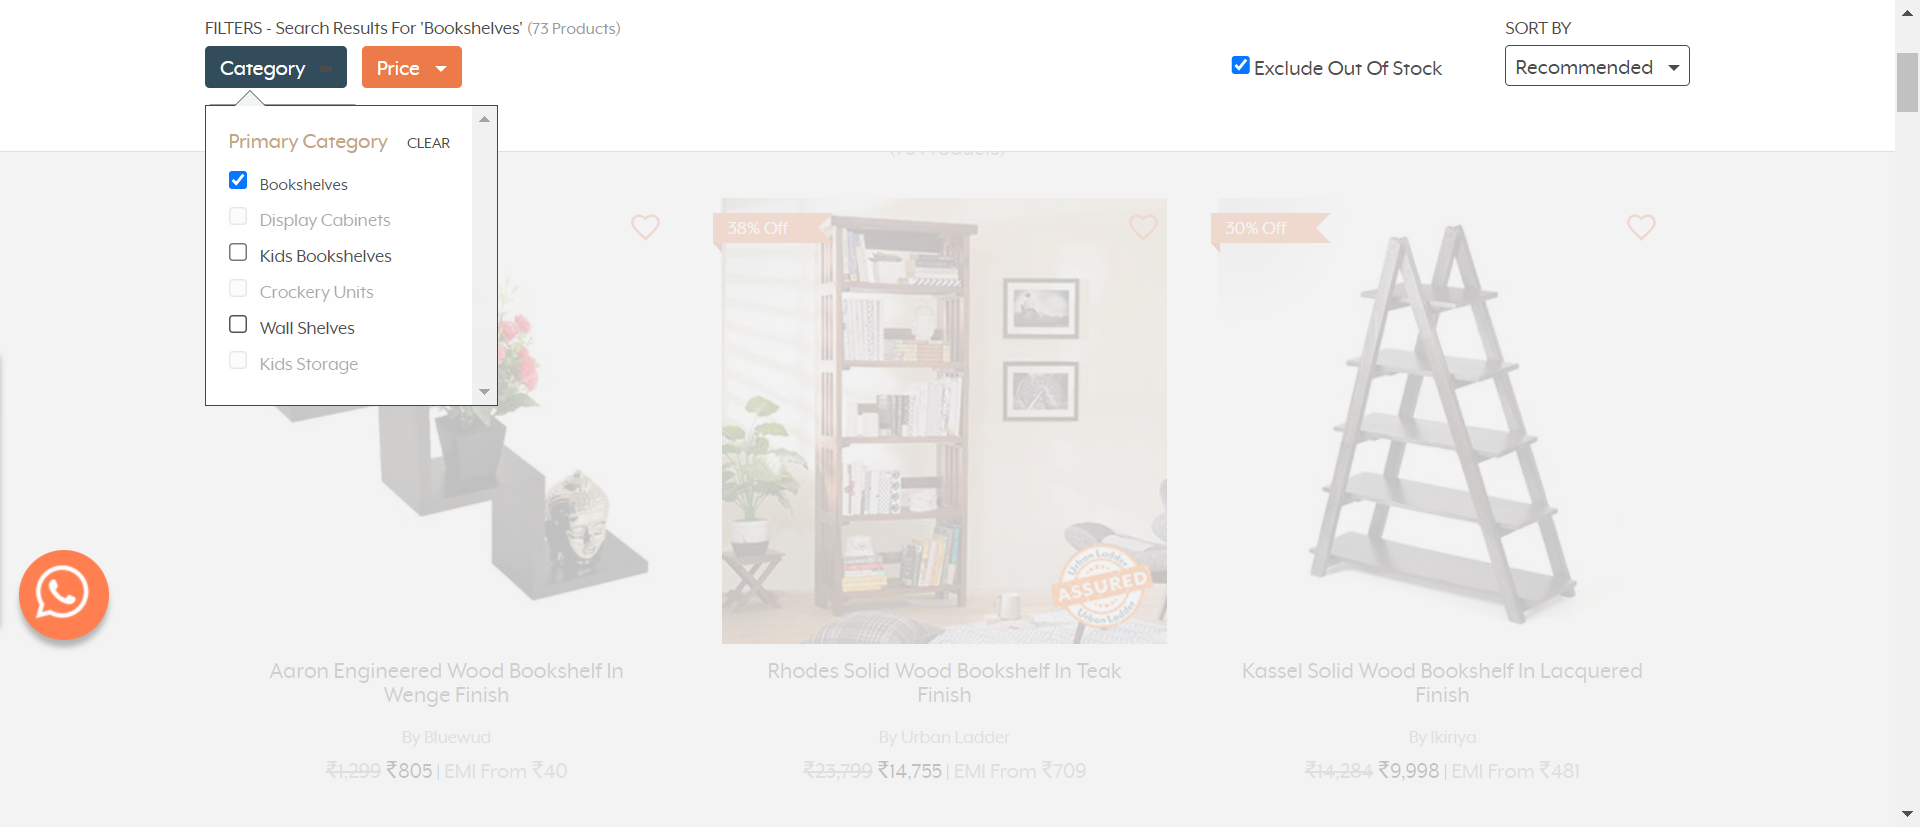 FILTERS - Search Results For 'Bookshelves' (73 Products)
SORT BY
Category
Price
Exclude Out Of Stock
Recommended
Primary Category CLEAR
Bookshelves
Display Cabinets
Kids Bookshelves
Crockery Units
Wall Shelves
Kids Storage
38% Off
30% Off
Urban Ladder
ASSURED
Urban Ladder
Aaron Engineered Wood Bookshelf In
Wenge Finish
By Bluewud
₹1,299 ₹805 | EMI From ₹40
Rhodes Solid Wood Bookshelf In Teak
Finish
By Urban Ladder
₹23,799 ₹14,755 | EMI From ₹709
Kassel Solid Wood Bookshelf In Lacquered
Finish
By Ikiriya
₹14,284 ₹9,998 | EMI From ₹481